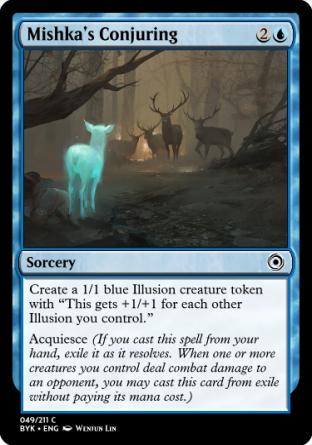 Mishka's Conjuring 2
Sorcery
Create a 1/1 blue Illusion creature token
with “This gets +1/+1 for each other
Illusion you control.”
Acquiesce (If you cast this spell from your
hand, exile it as it resolves. When one or more
creatures you control deal combat damage to
an opponent, you may cast this card from exile
without paying its mana cost.)
049/211 C
BYK • ENG Wenfun Lin